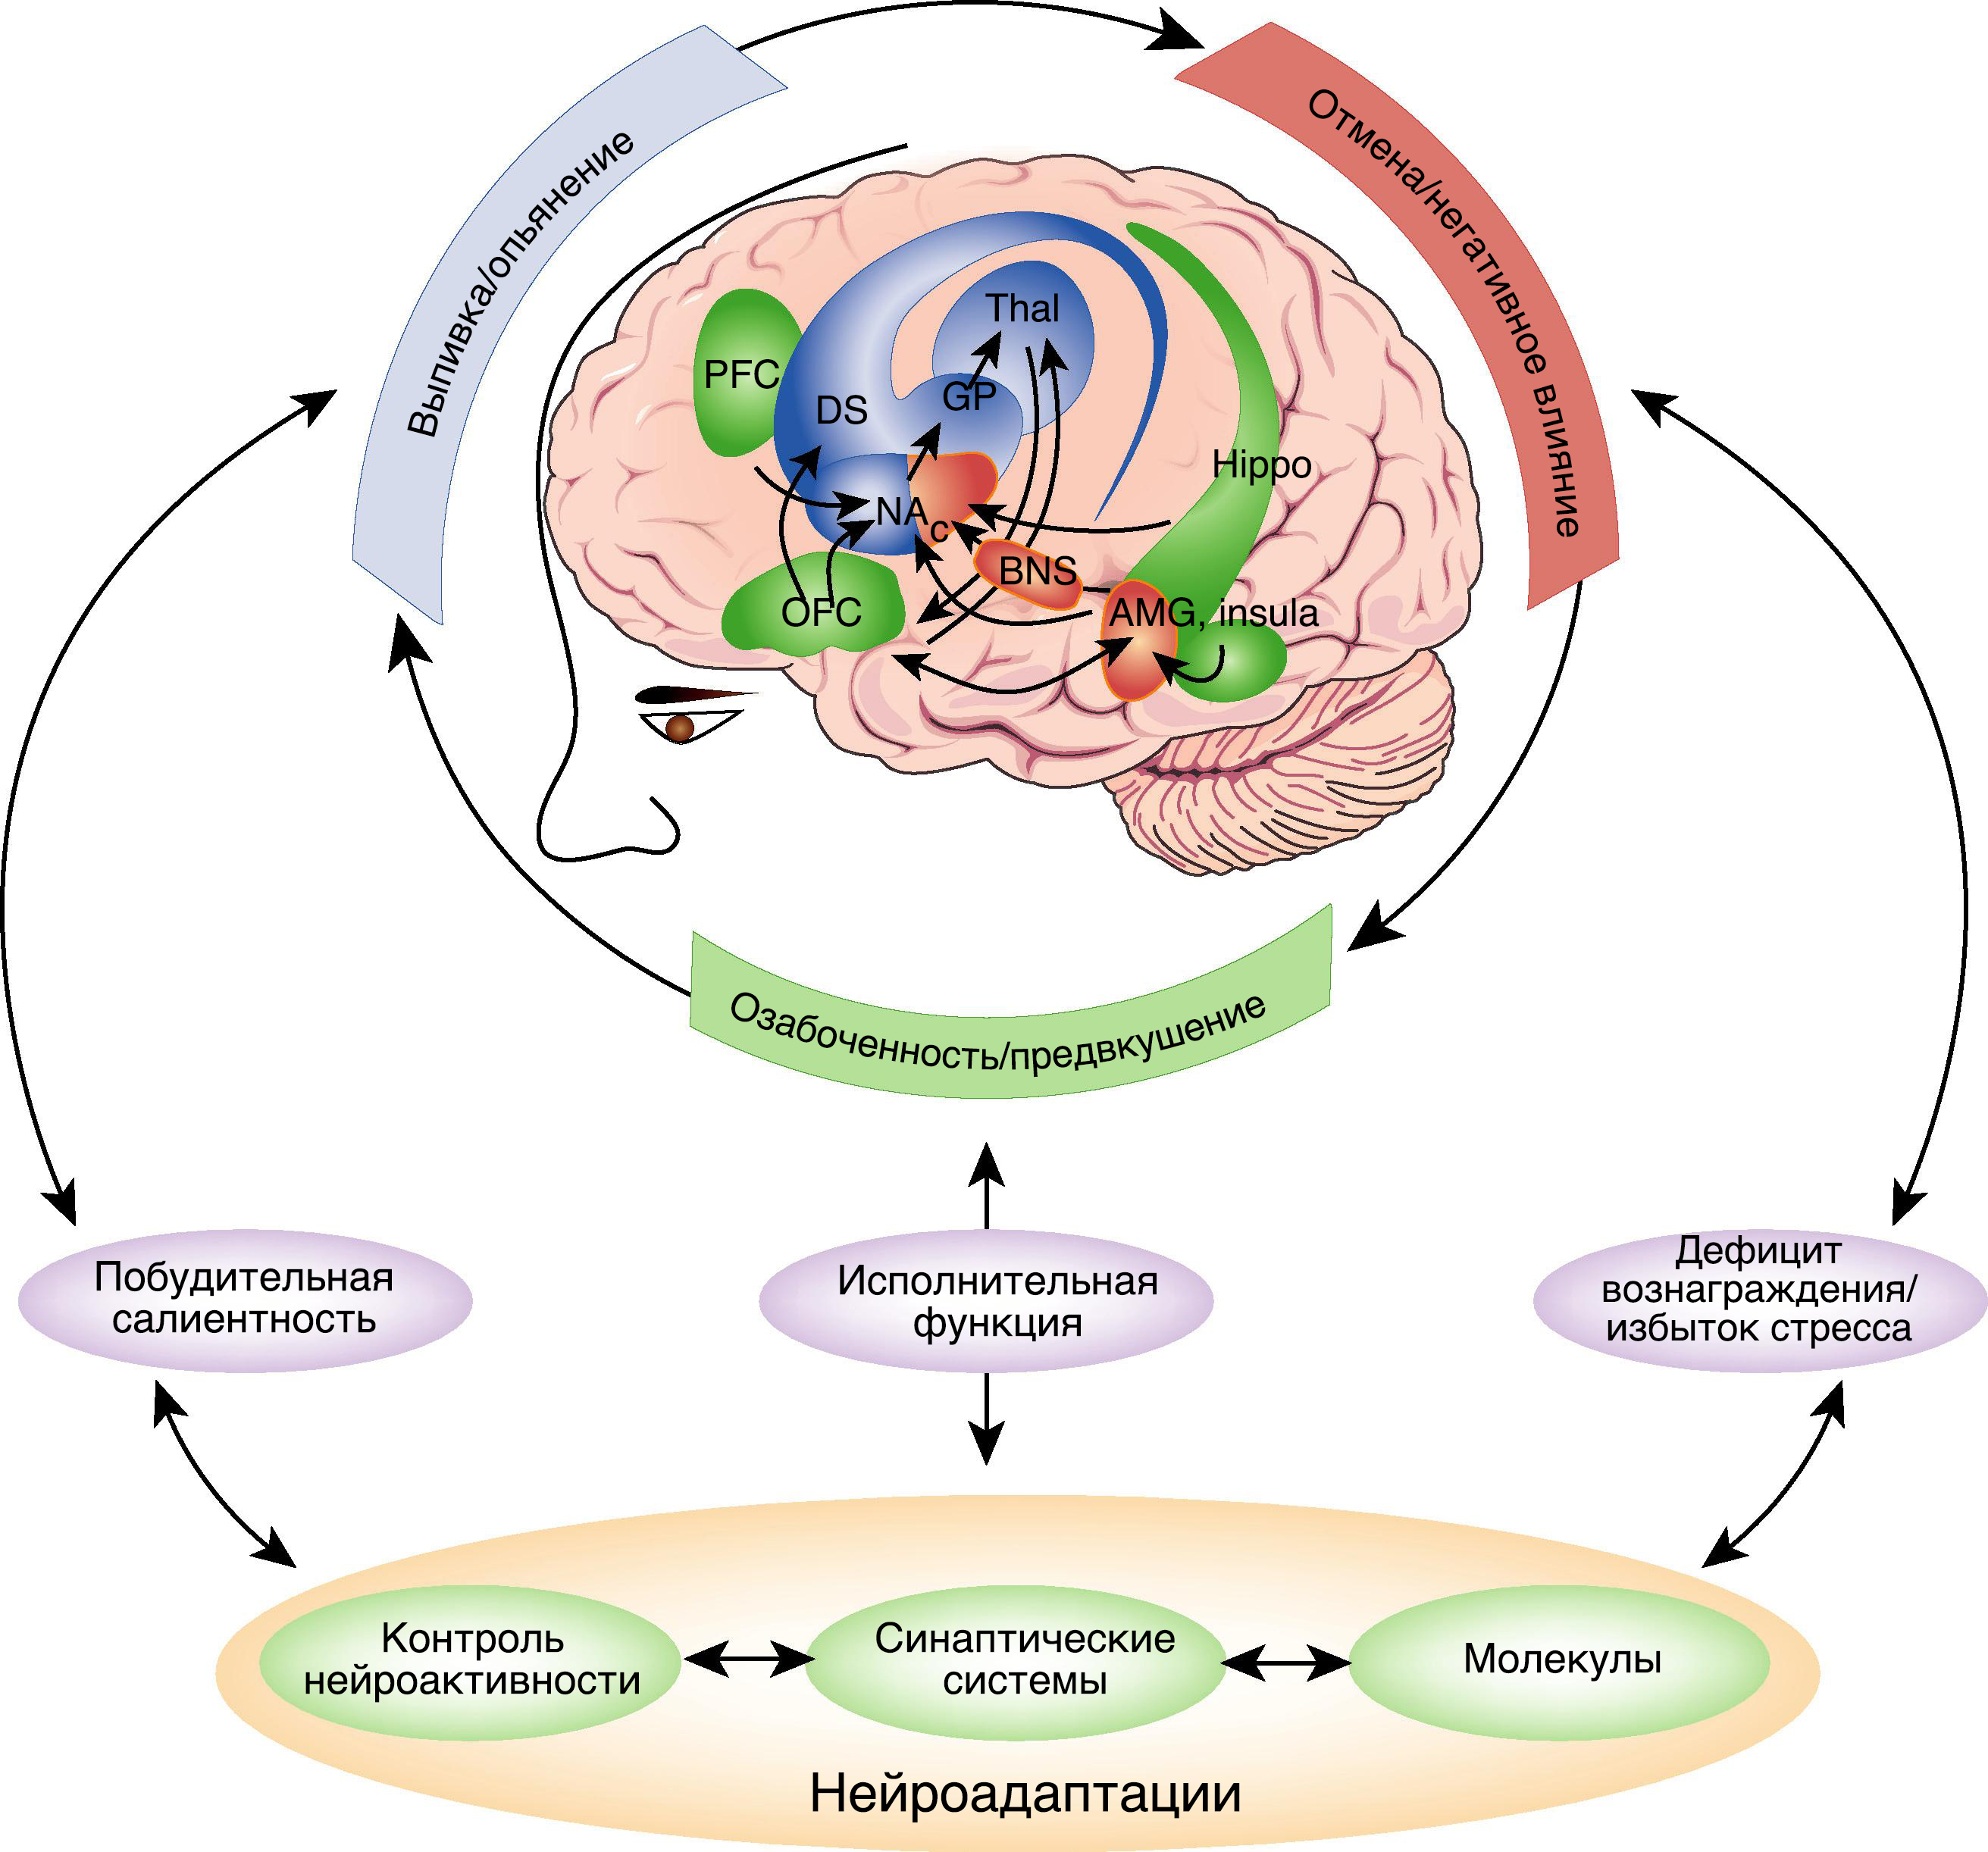 Выпивка/опьянение
Отмена/негативное влияние
Thal
PFC
GP
DS
Hippo
NAc
BNS
OFC
AMG, insula
Озабоченность/предвкушение
Побудительная
салиентность
Исполнительная
функция
Дефицит
вознаграждения/
избыток стресса
Контроль
нейроактивности
Синаптические
системы
Молекулы
Нейроадаптации